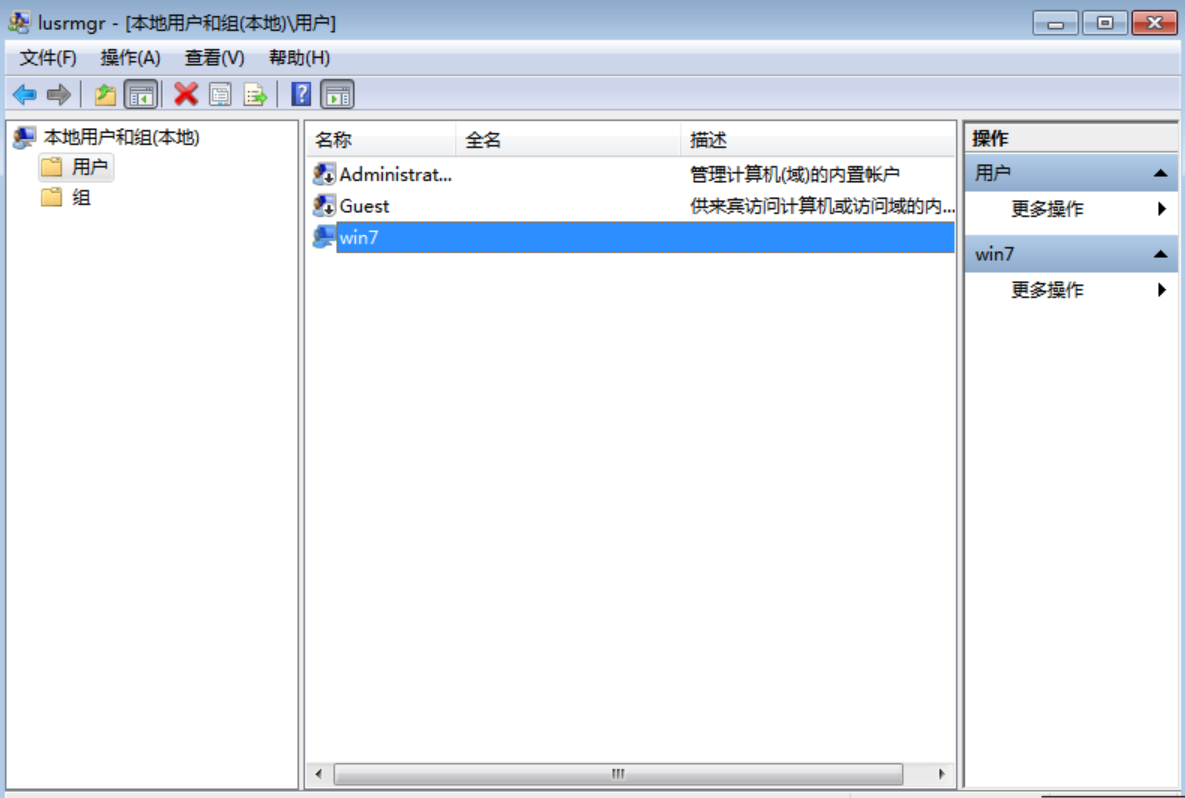 lusrmgr - [本地用户和组(本地)\用户]
文件(F) 操作(A) 查看(V) 帮助(H)
本地用户和组(本地)
用户
组
名称 全名 描述
Administrat... 管理计算机(域)的内置帐户
Guest 供来宾访问计算机或访问域的内...
win7
操作
用户
更多操作
win7
更多操作